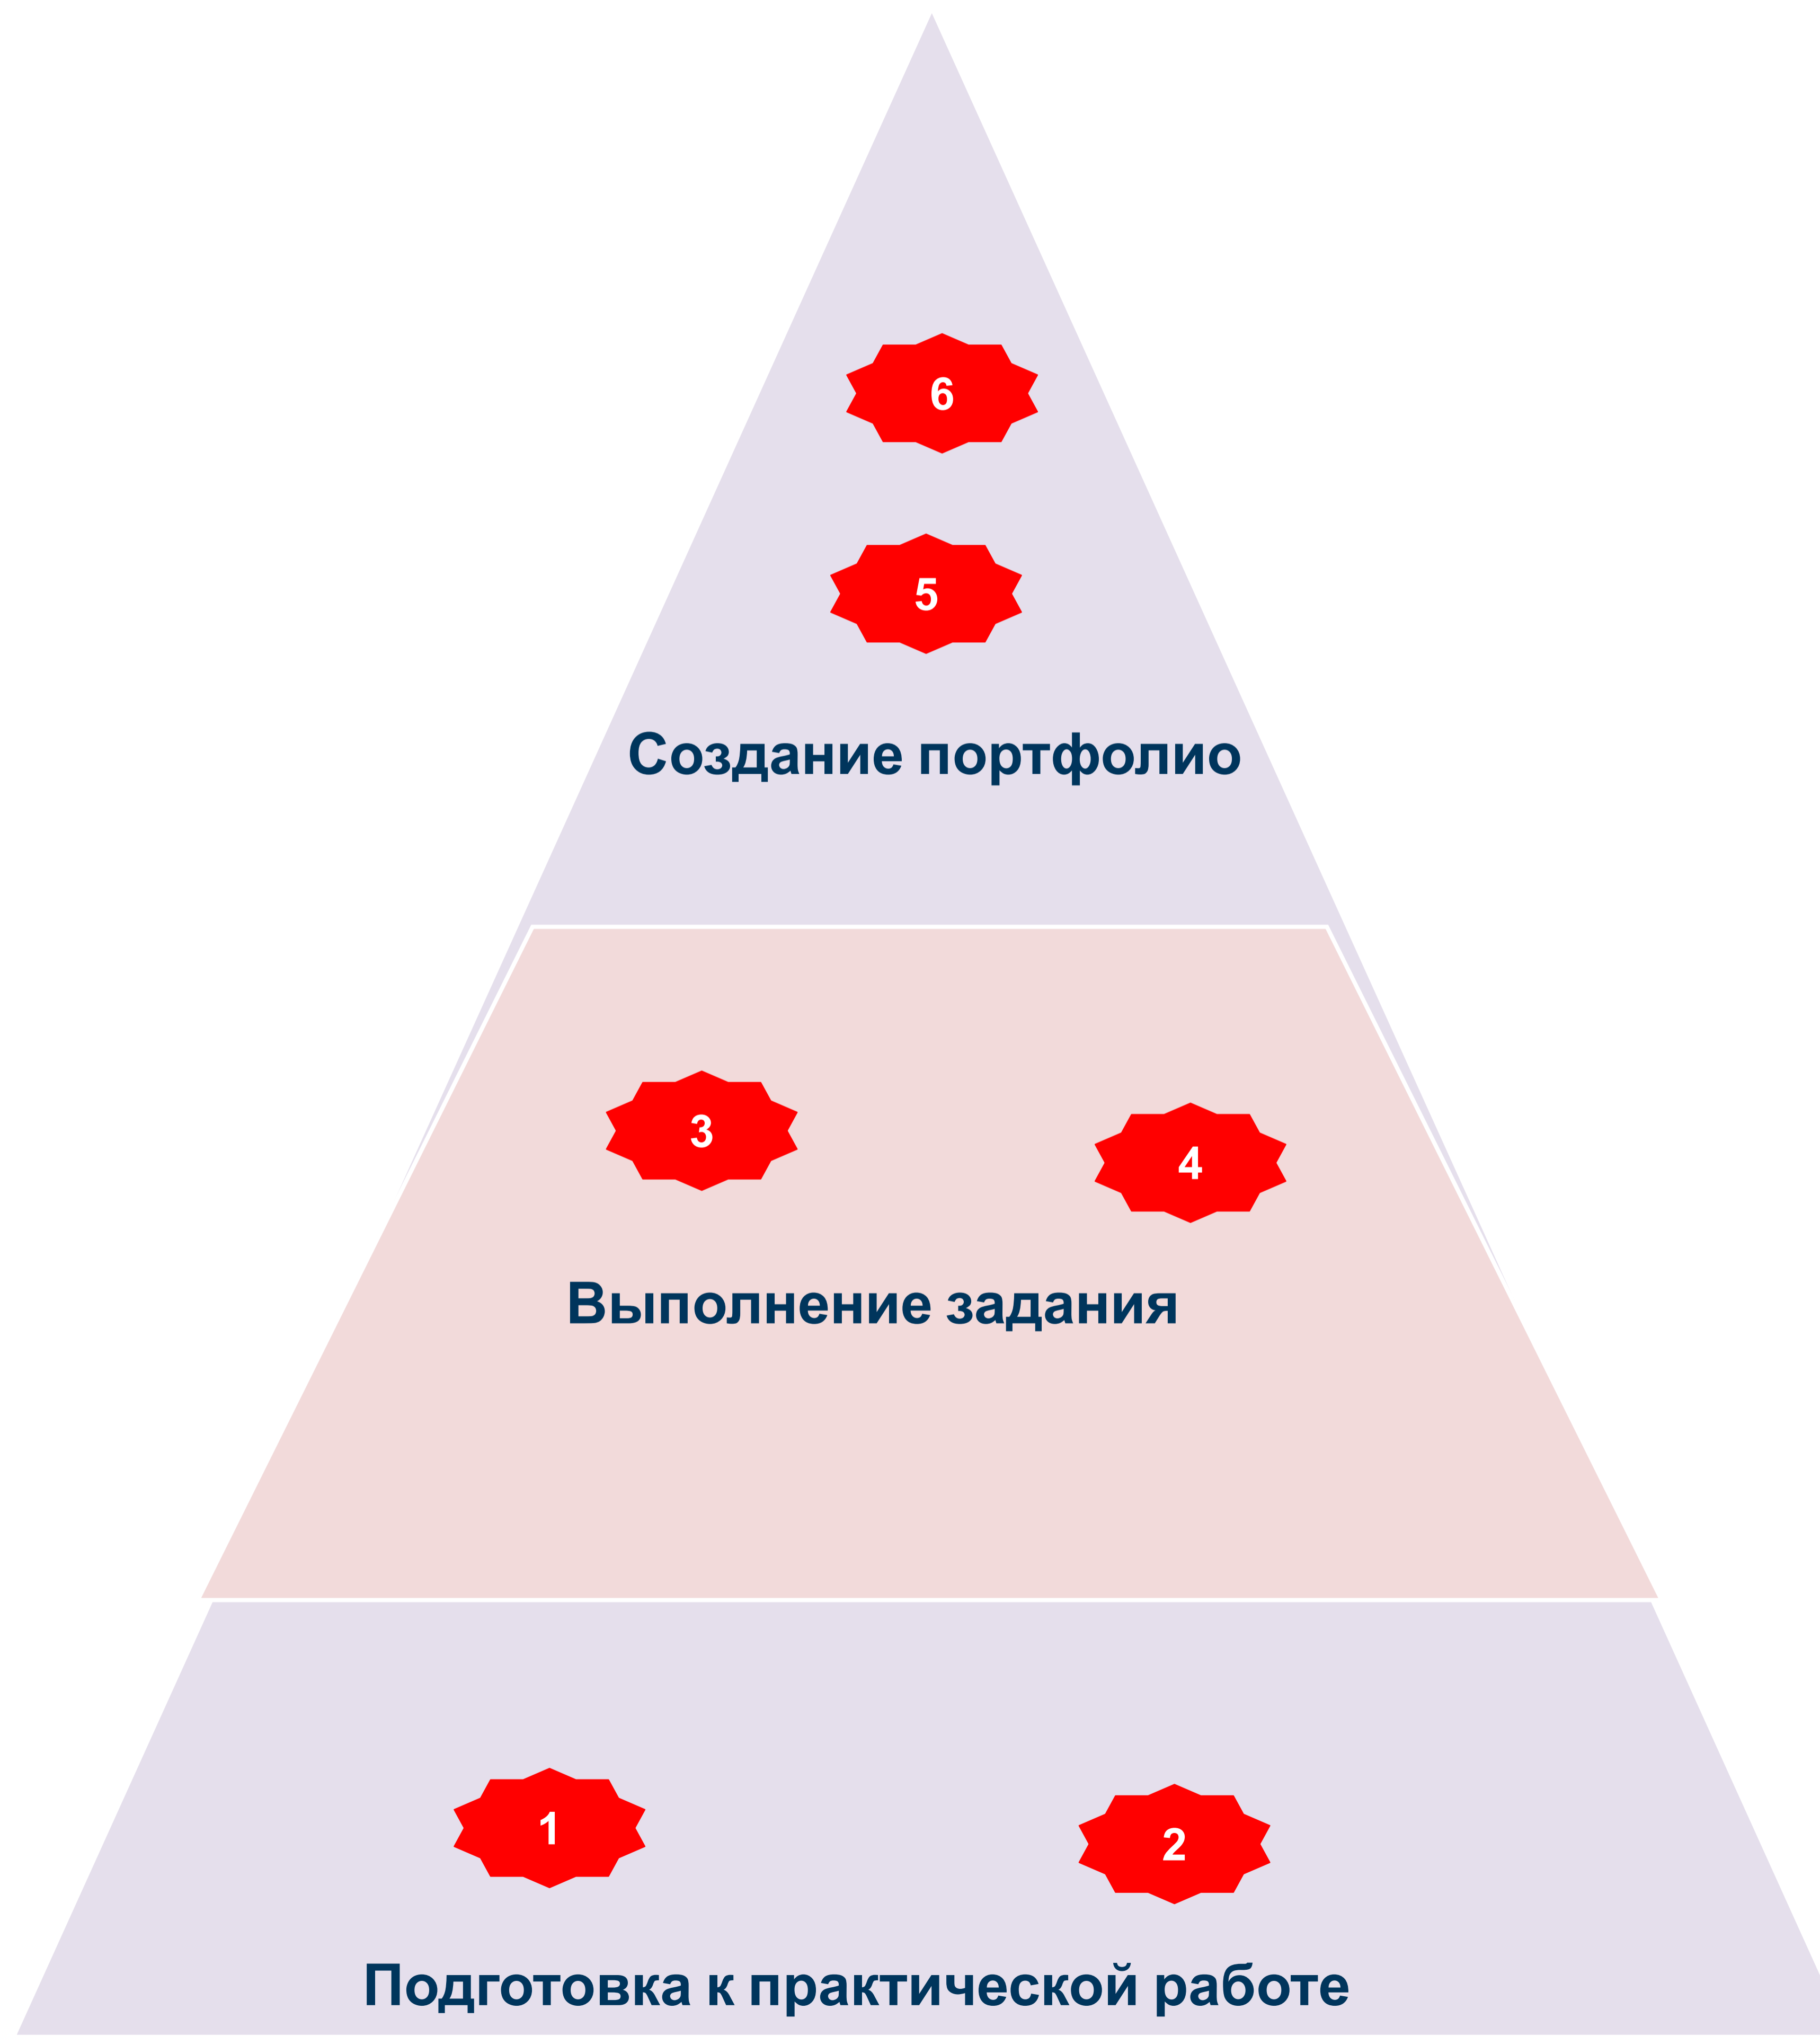 6
5
Создание портфолио
3
4
Выполнение задания
1
2
Подготовка к практической работе